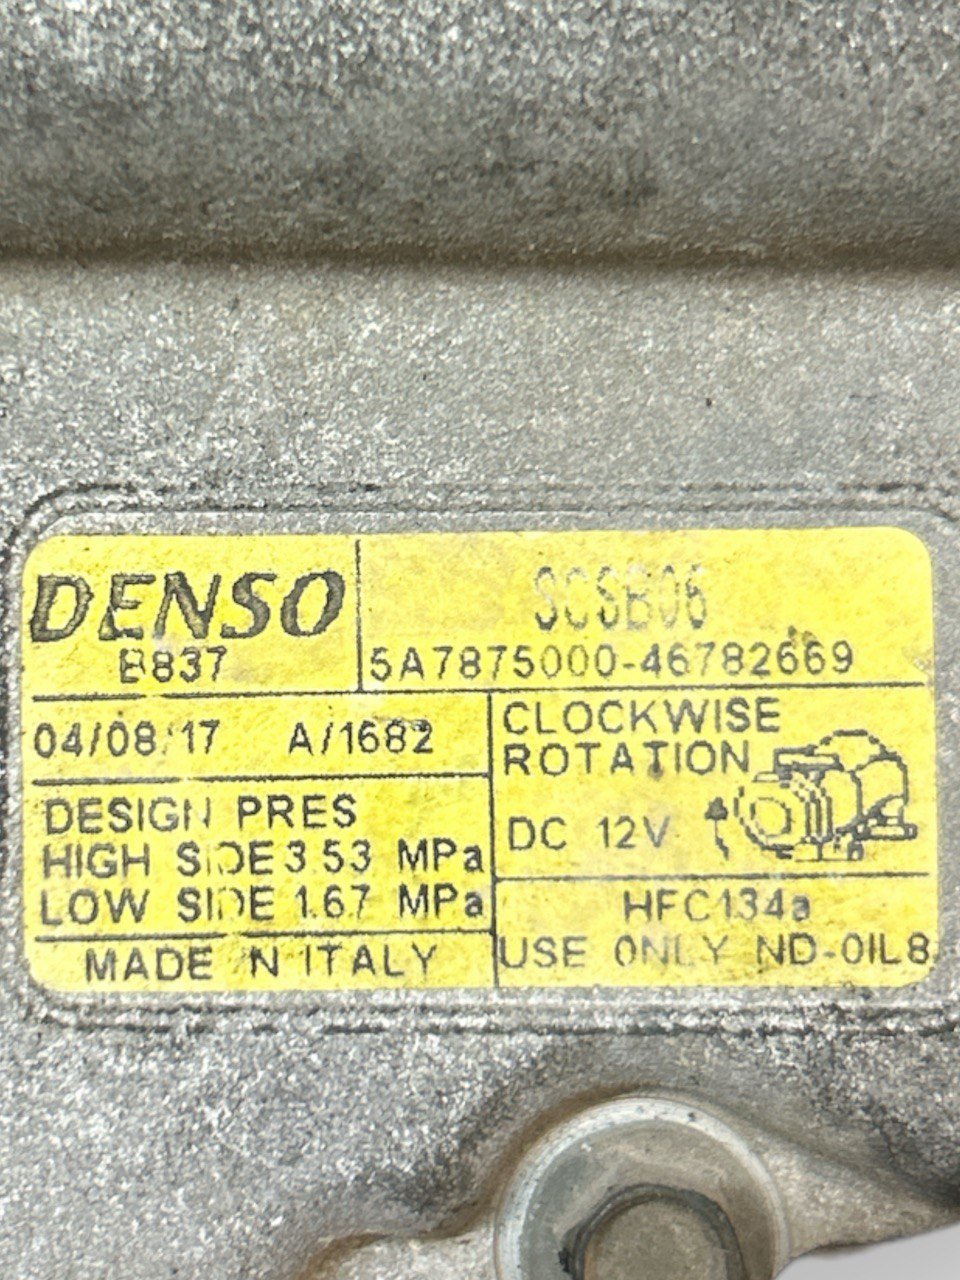 DENSO
B837
SCSB06
5A7875000-46782669
04/08/17 A/1682
CLOCKWISE
ROTATION
DC 12V
DESIGN PRES
HIGH SIDE 3.53 MPa
LOW SIDE 1.67 MPa
HFC134a
USE ONLY ND-OIL8
MADE IN ITALY